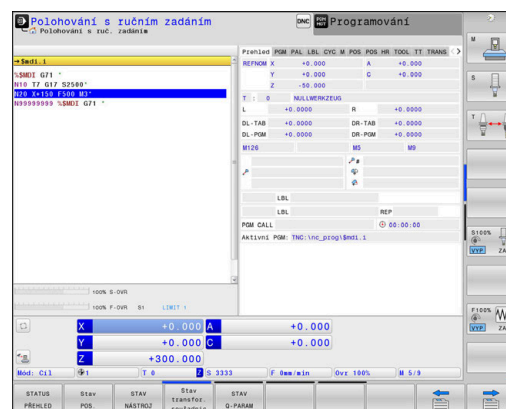 Polohování s ručním zadáním
Polohování s ruč. zadáním
DNC
Programování
→$mdi.i
%$MDI G71 *
N10 T7 G17 S2500*
N20 X+150 F500 M3*
N99999999 %$MDI G71 *
100% S-OVR
100% F-OVR S1 LIMIT 1
Přehled PGM PAL LBL CYC M POS POS HR TOOL TT TRANS
REFNOM X +0.000 A +0.000
Y +0.000 C +0.000
Z -50.000
T : 0 NULLWERKZEUG
L +0.0000 R +0.0000
DL-TAB +0.0000 DR-TAB +0.0000
DL-PGM +0.0000 DR-PGM +0.0000
M126 M5 M9
LBL
LBL REP
PGM CALL 00:00:00
Aktivní PGM: TNC:\nc_prog\$mdi.i
X +0.000 A +0.000
Y +0.000 C +0.000
Z +300.000
Mód: Cíl 1 T 0 Z S 3333 F 0mm/min Ovr 100% M 5/9
STATUS PŘEHLED
Stav POS.
STAV NÁSTROJ
Stav transfor.
STAV Q-PARAM
M
S
T
S100%
VYP ZA
F100%
VYP ZA